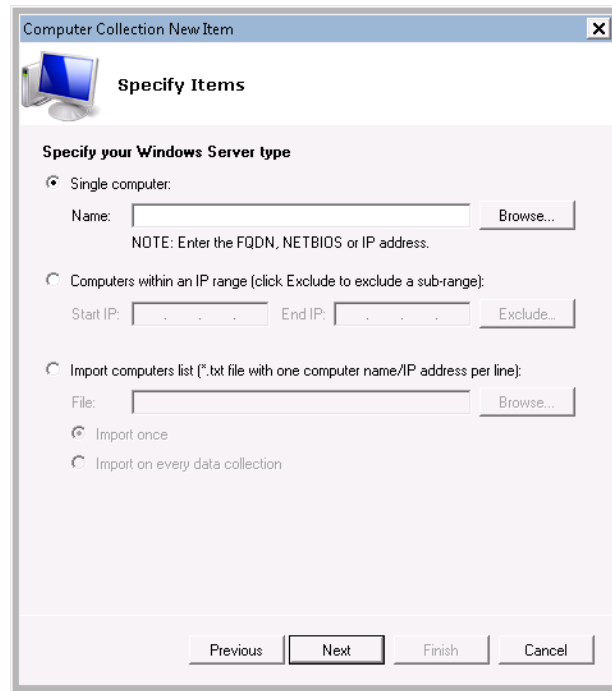 Computer Collection New Item
Specify Items
Specify your Windows Server type
Single computer:
Name: Browse...
NOTE: Enter the FQDN, NETBIOS or IP address.
Computers within an IP range (click Exclude to exclude a sub-range):
Start IP: . . . End IP: . . . Exclude...
Import computers list (*.txt file with one computer name/IP address per line):
File: Browse...
Import once
Import on every data collection
Previous Next Finish Cancel